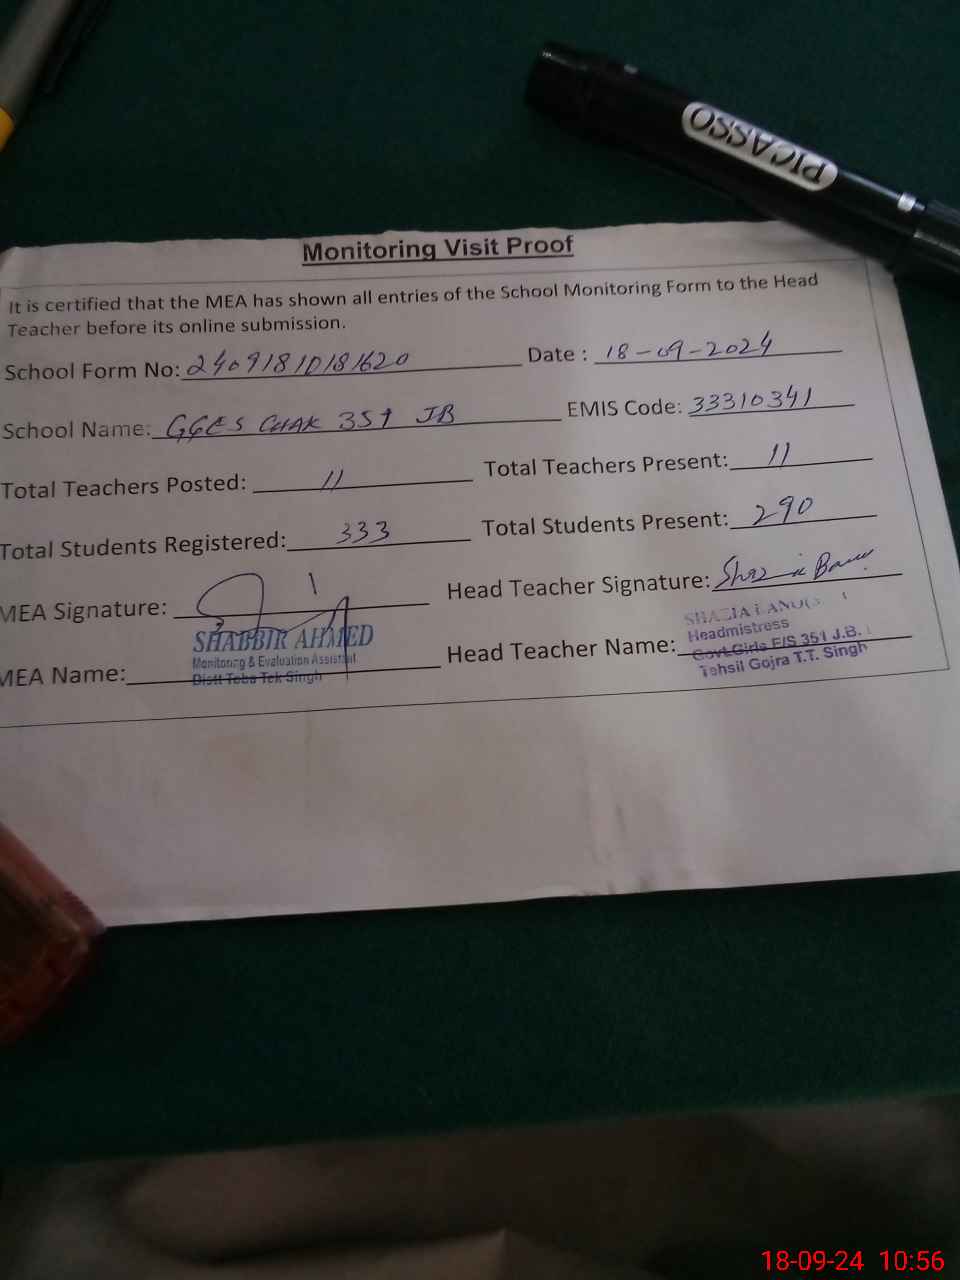 PICASSO
Monitoring Visit Proof
It is certified that the MEA has shown all entries of the School Monitoring Form to the Head
Teacher before its online submission.
School Form No: 24091810181620 Date : 18-09-2024
School Name: GGES CHAK 351 JB EMIS Code: 33310341
Total Teachers Posted: 11 Total Teachers Present: 11
Total Students Registered: 333 Total Students Present: 290
MEA Signature: Head Teacher Signature:
SHABBIR AHMED
Monitoring & Evaluation Assistant
Distt Toba Tek Singh
MEA Name: Head Teacher Name:
SHAZIA
Headmistress
Govt.Girls E/S 351 J.B.
Tehsil Gojra T.T. Singh
18-09-24 10:56